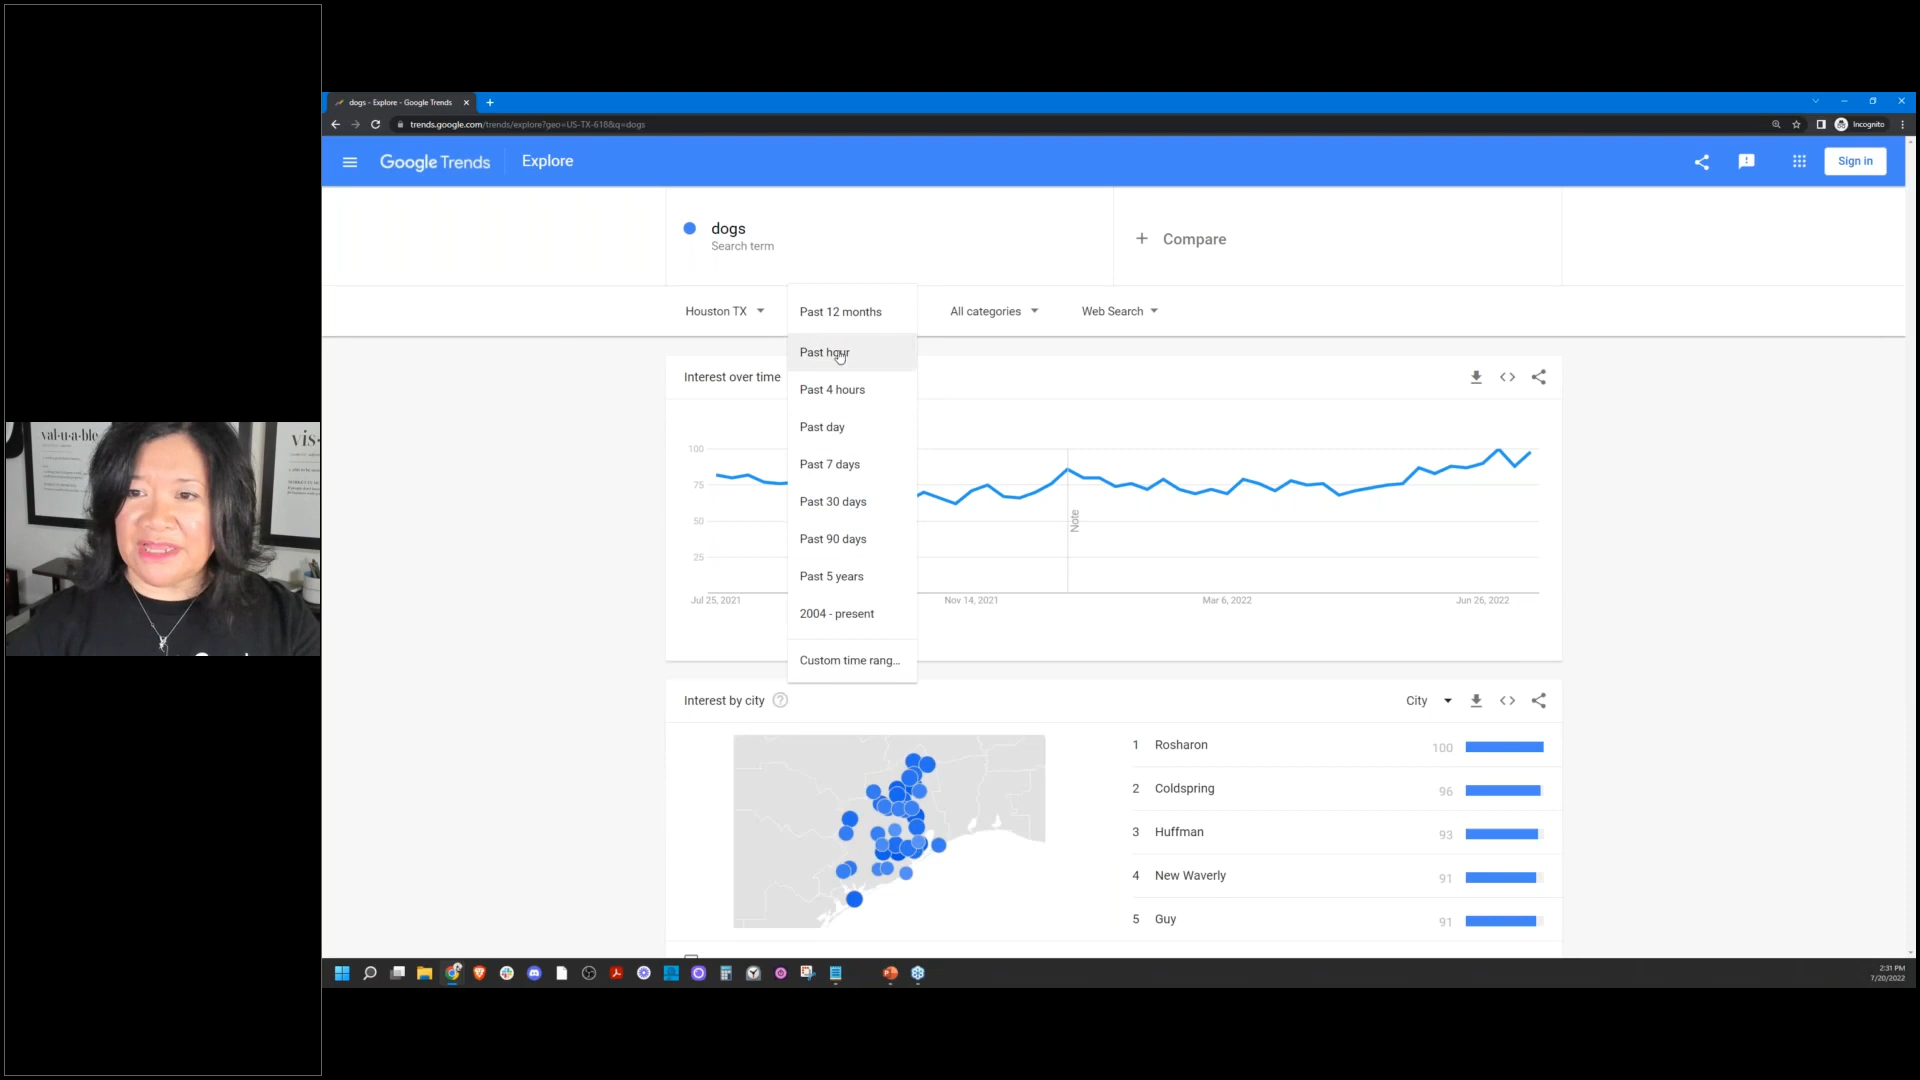 dogs - Explore - Google Trends
trends.google.com/trends/explore?geo=US-TX-618&q=dogs
Incognito
Google Trends
Explore
Sign in
dogs
Search term
+ Compare
Houston TX
Past 12 months
All categories
Web Search
Past hour
Past 4 hours
Past day
Past 7 days
Past 30 days
Past 90 days
Past 5 years
2004 - present
Custom time rang...
Interest over time
100
75
50
25
Note
Jul 25, 2021
Nov 14, 2021
Mar 6, 2022
Jun 26, 2022
Interest by city
City
1 Rosharon 100
2 Coldspring 96
3 Huffman 93
4 New Waverly 91
5 Guy 91
val·u·a·ble
vis·
2:31 PM
7/20/2022